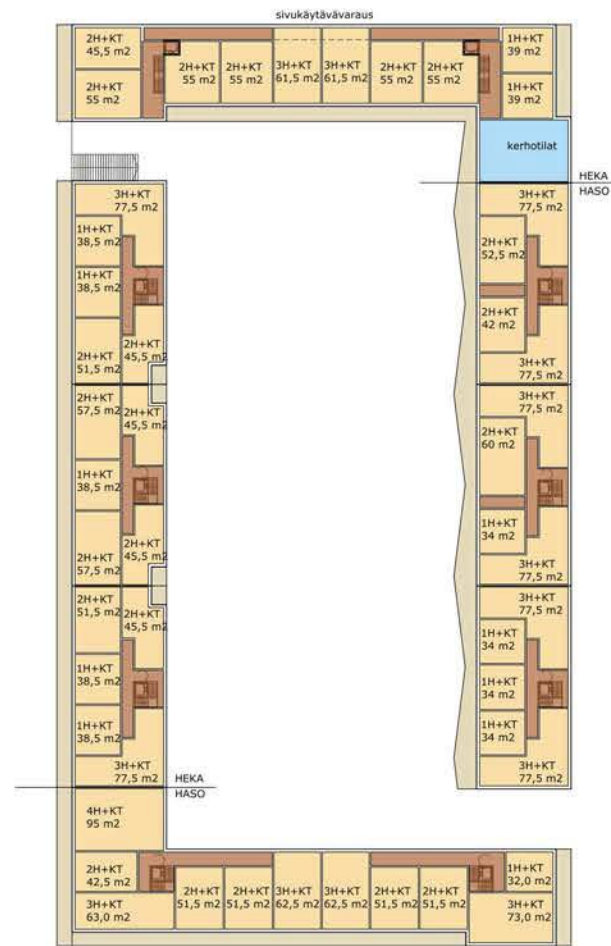 sivukäytävävaraus
2H+KT
45,5 m2
2H+KT
55 m2
2H+KT
55 m2
2H+KT
55 m2
3H+KT
61,5 m2
3H+KT
61,5 m2
2H+KT
55 m2
2H+KT
55 m2
1H+KT
39 m2
1H+KT
39 m2
kerhotilat
HEKA
HASO
3H+KT
77,5 m2
1H+KT
38,5 m2
1H+KT
38,5 m2
2H+KT
51,5 m2
2H+KT
45,5 m2
2H+KT
57,5 m2
2H+KT
45,5 m2
1H+KT
38,5 m2
2H+KT
57,5 m2
2H+KT
45,5 m2
2H+KT
51,5 m2
2H+KT
45,5 m2
1H+KT
38,5 m2
1H+KT
38,5 m2
3H+KT
77,5 m2
HEKA
HASO
3H+KT
77,5 m2
2H+KT
52,5 m2
2H+KT
42 m2
3H+KT
77,5 m2
3H+KT
77,5 m2
2H+KT
60 m2
1H+KT
34 m2
3H+KT
77,5 m2
3H+KT
77,5 m2
1H+KT
34 m2
1H+KT
34 m2
1H+KT
34 m2
3H+KT
77,5 m2
4H+KT
95 m2
2H+KT
42,5 m2
3H+KT
63,0 m2
2H+KT
51,5 m2
2H+KT
51,5 m2
3H+KT
62,5 m2
3H+KT
62,5 m2
2H+KT
51,5 m2
2H+KT
51,5 m2
1H+KT
32,0 m2
3H+KT
73,0 m2